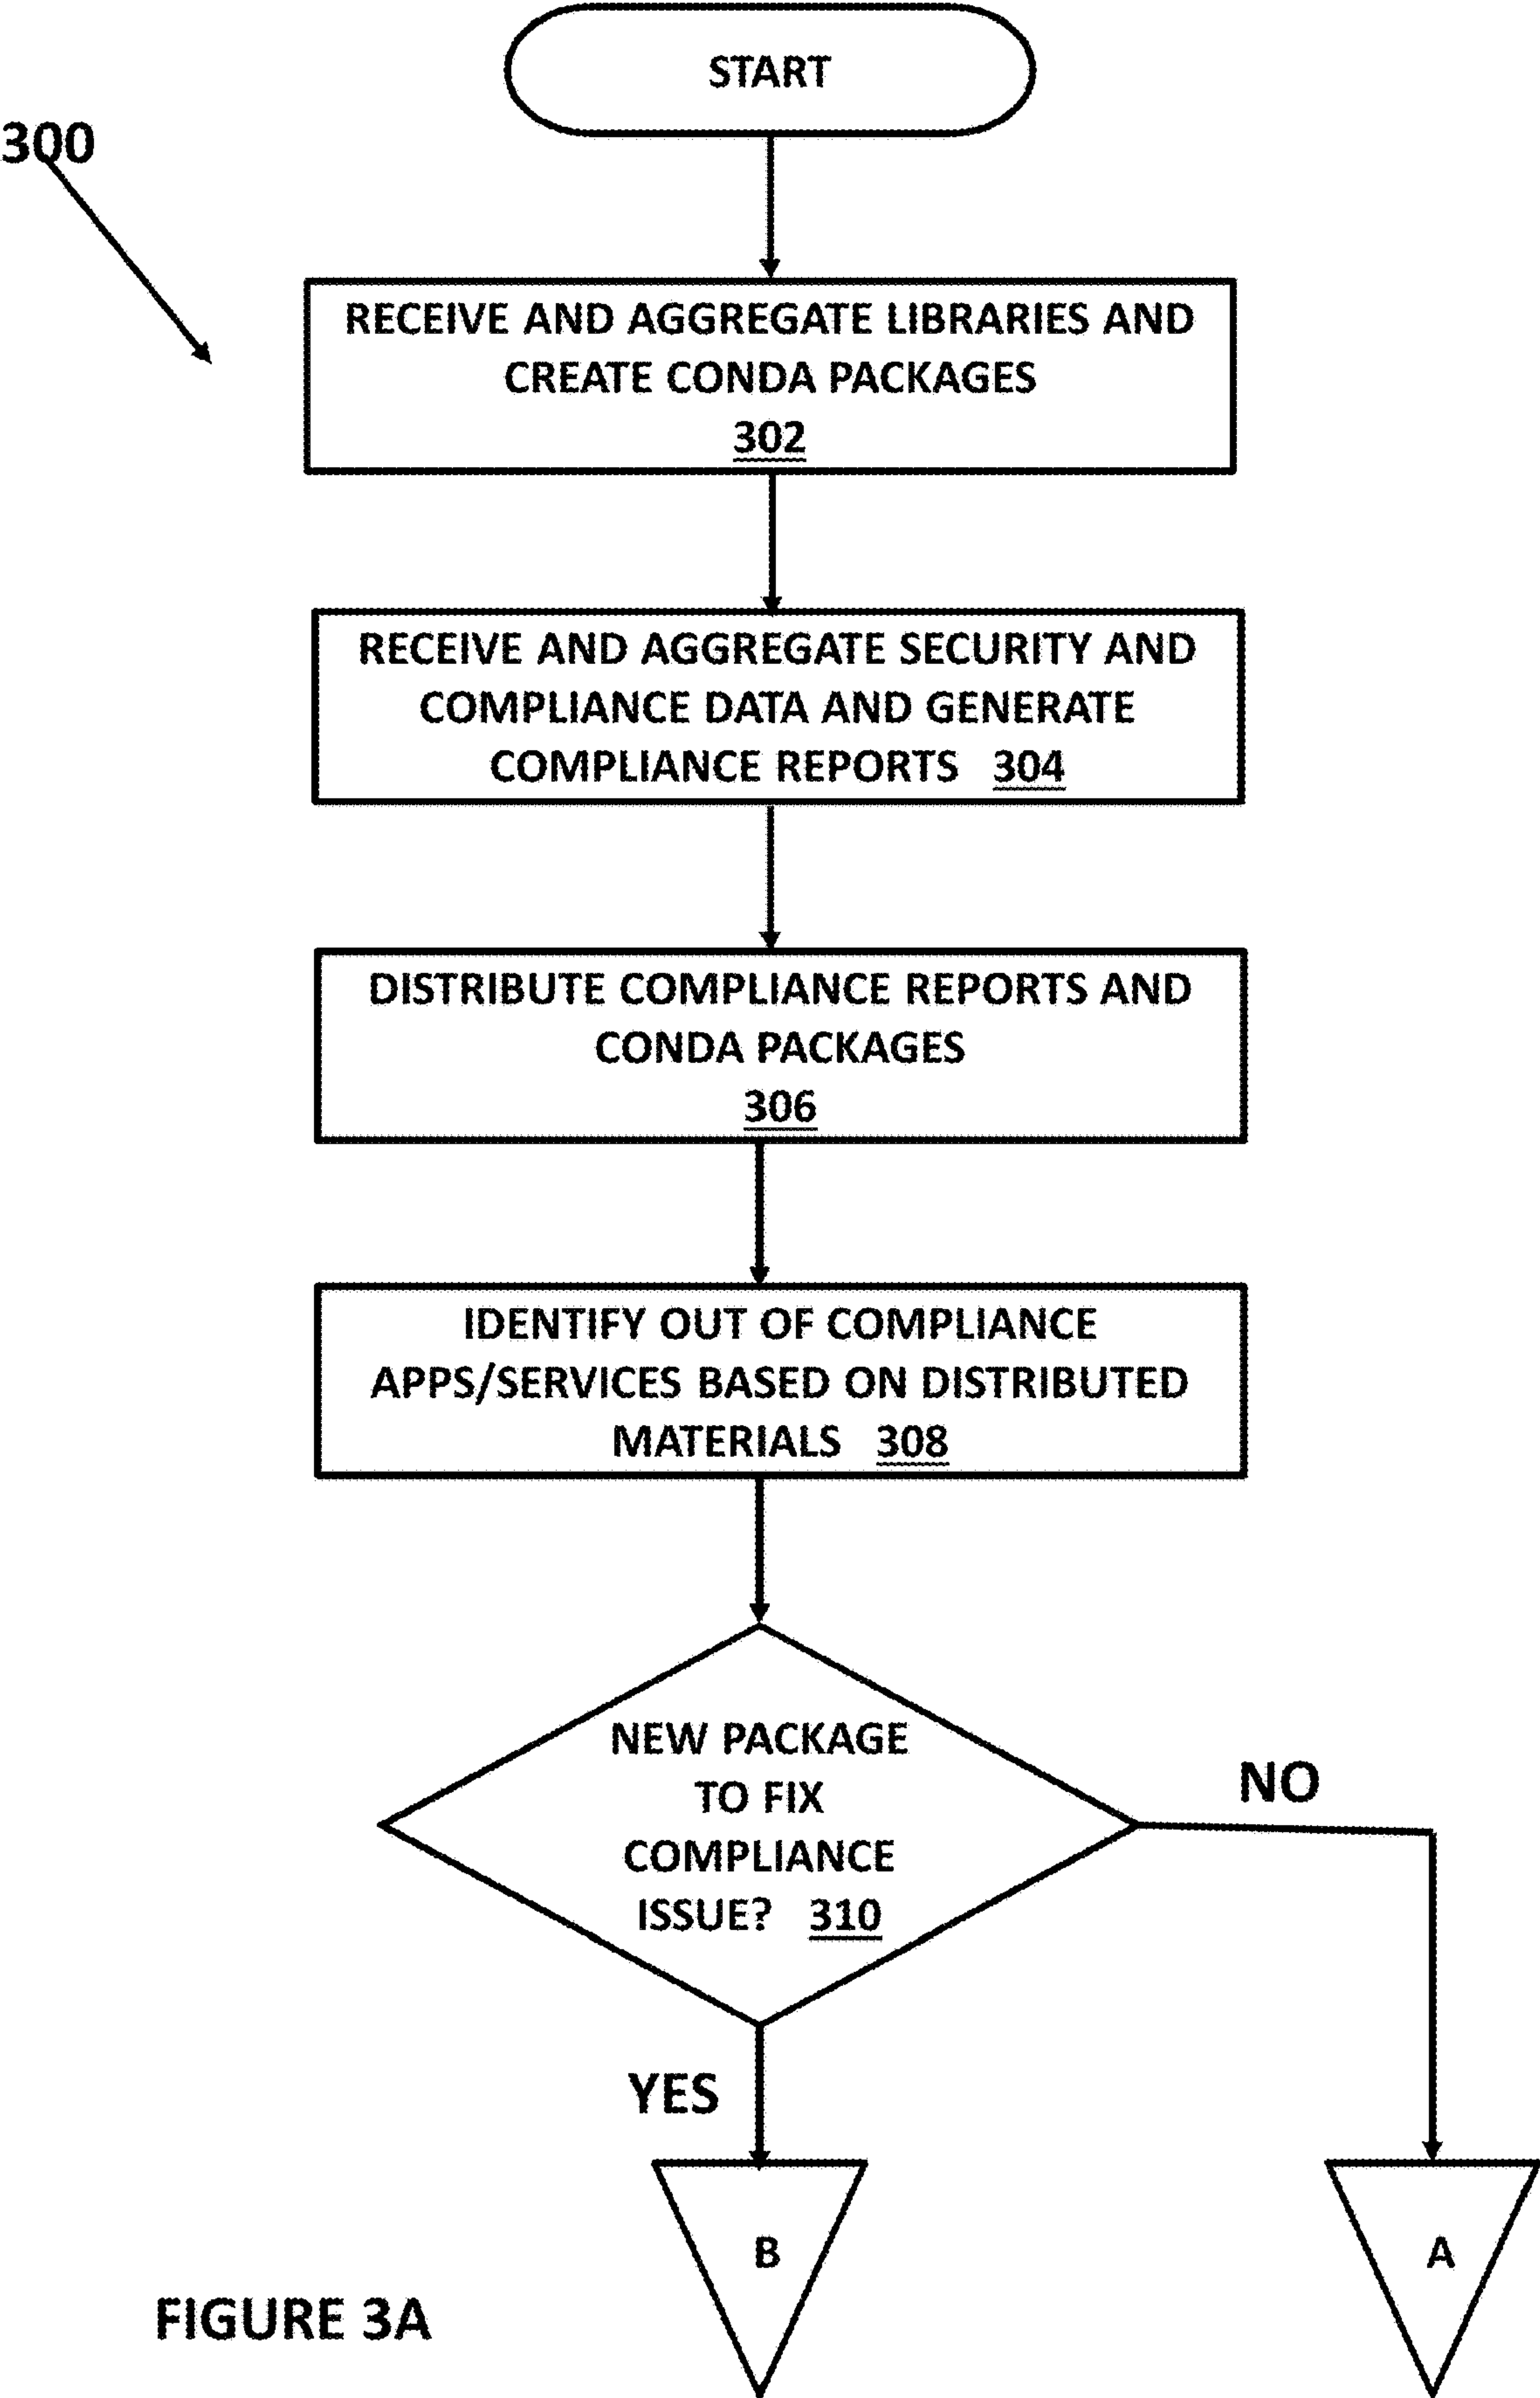 START
300
RECEIVE AND AGGREGATE LIBRARIES AND
CREATE CONDA PACKAGES
302
RECEIVE AND AGGREGATE SECURITY AND
COMPLIANCE DATA AND GENERATE
COMPLIANCE REPORTS 304
DISTRIBUTE COMPLIANCE REPORTS AND
CONDA PACKAGES
306
IDENTIFY OUT OF COMPLIANCE
APPS/SERVICES BASED ON DISTRIBUTED
MATERIALS 308
NEW PACKAGE
TO FIX
COMPLIANCE
ISSUE? 310
NO
YES
B
A
FIGURE 3A